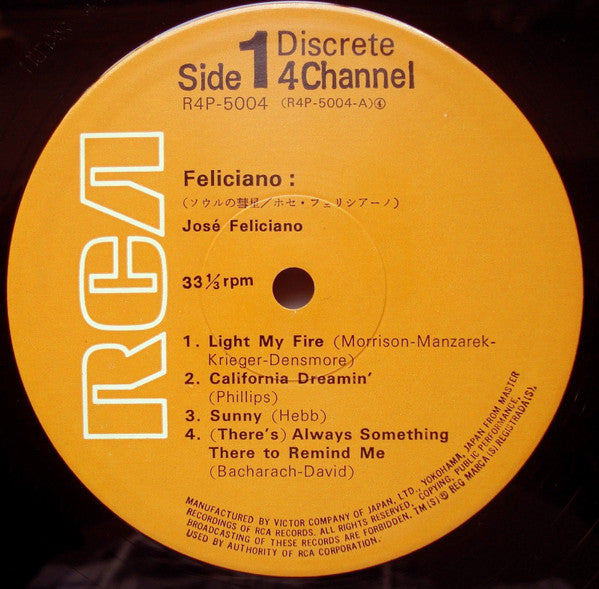 Side 1 Discrete
4 Channel
R4P-5004 (R4P-5004-A)④
RCA
Feliciano :
(ソウルの彗星／ホセ・フェリシアーノ)
José Feliciano
33⅓ rpm
1. Light My Fire (Morrison-Manzarek-
Krieger-Densmore)
2. California Dreamin'
(Phillips)
3. Sunny (Hebb)
4. (There's) Always Something
There to Remind Me
(Bacharach-David)
MANUFACTURED BY VICTOR COMPANY OF JAPAN, LTD., YOKOHAMA, JAPAN FROM MASTER
RECORDINGS OF RCA RECORDS. ALL RIGHTS RESERVED, COPYING, PUBLIC PERFORMANCE,
BROADCASTING OF THESE RECORDS ARE FORBIDDEN. TM(S)® REG MARCA(S) REGISTRADA(S).
USED BY AUTHORITY OF RCA CORPORATION.